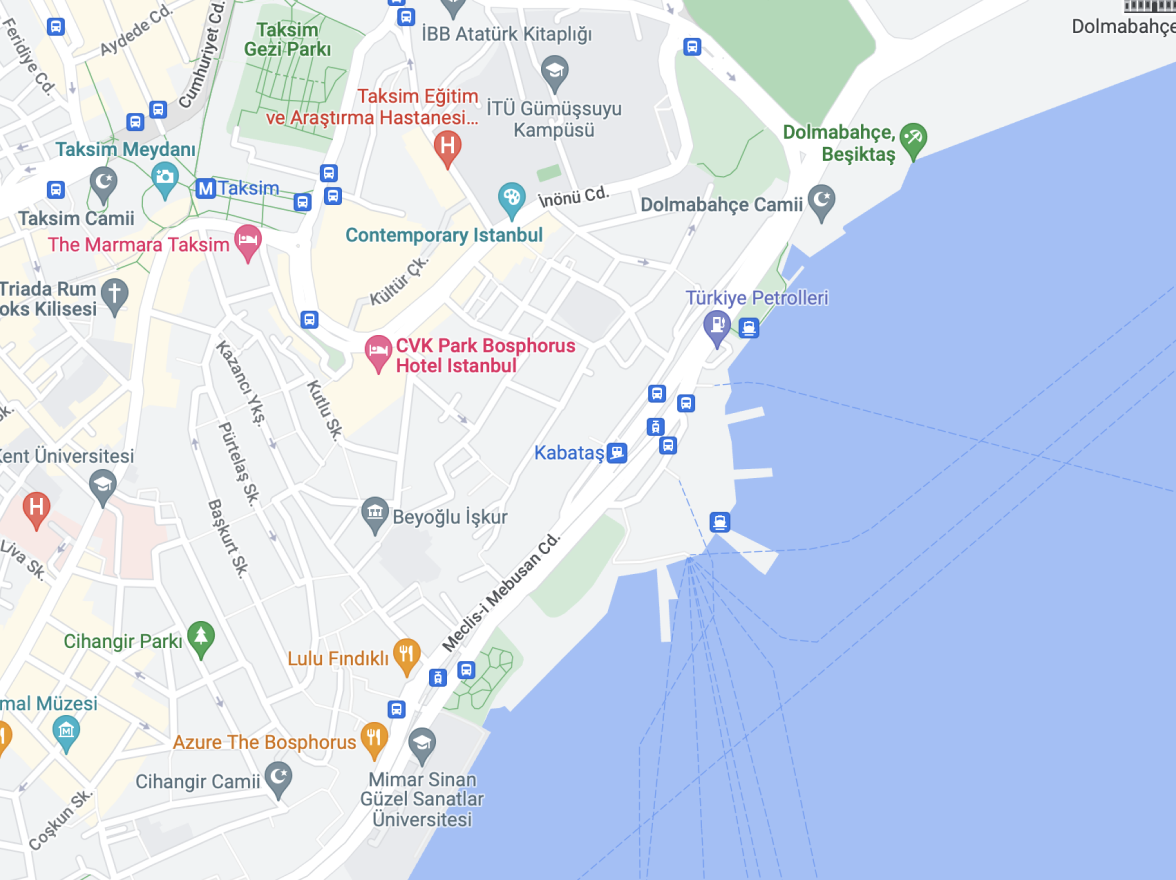 Feridiye Cd.
Aydede Cd.
Cumhuriyet Cd.
Taksim
Gezi Parkı
İBB Atatürk Kitaplığı
Dolmabahçe
Taksim Eğitim
ve Araştırma Hastanesi...
H
İTÜ Gümüşsuyu
Kampüsü
Dolmabahçe,
Beşiktaş
Taksim Meydanı
M Taksim
İnönü Cd.
Dolmabahçe Camii
Taksim Camii
Contemporary Istanbul
The Marmara Taksim
Kültür Çk.
Triada Rum
oks Kilisesi
Türkiye Petrolleri
CVK Park Bosphorus
Hotel Istanbul
Kazancı Ykş.
Kutlu Sk.
Sk.
Kent Üniversitesi
Pürtelaş Sk.
Kabataş
H
Başkurt Sk.
Beyoğlu İşkur
Liva Sk.
Meclis-i Mebusan Cd.
Cihangir Parkı
Lulu Fındıklı
mal Müzesi
M
Azure The Bosphorus
Cihangir Camii
Mimar Sinan
Güzel Sanatlar
Üniversitesi
Coşkun Sk.